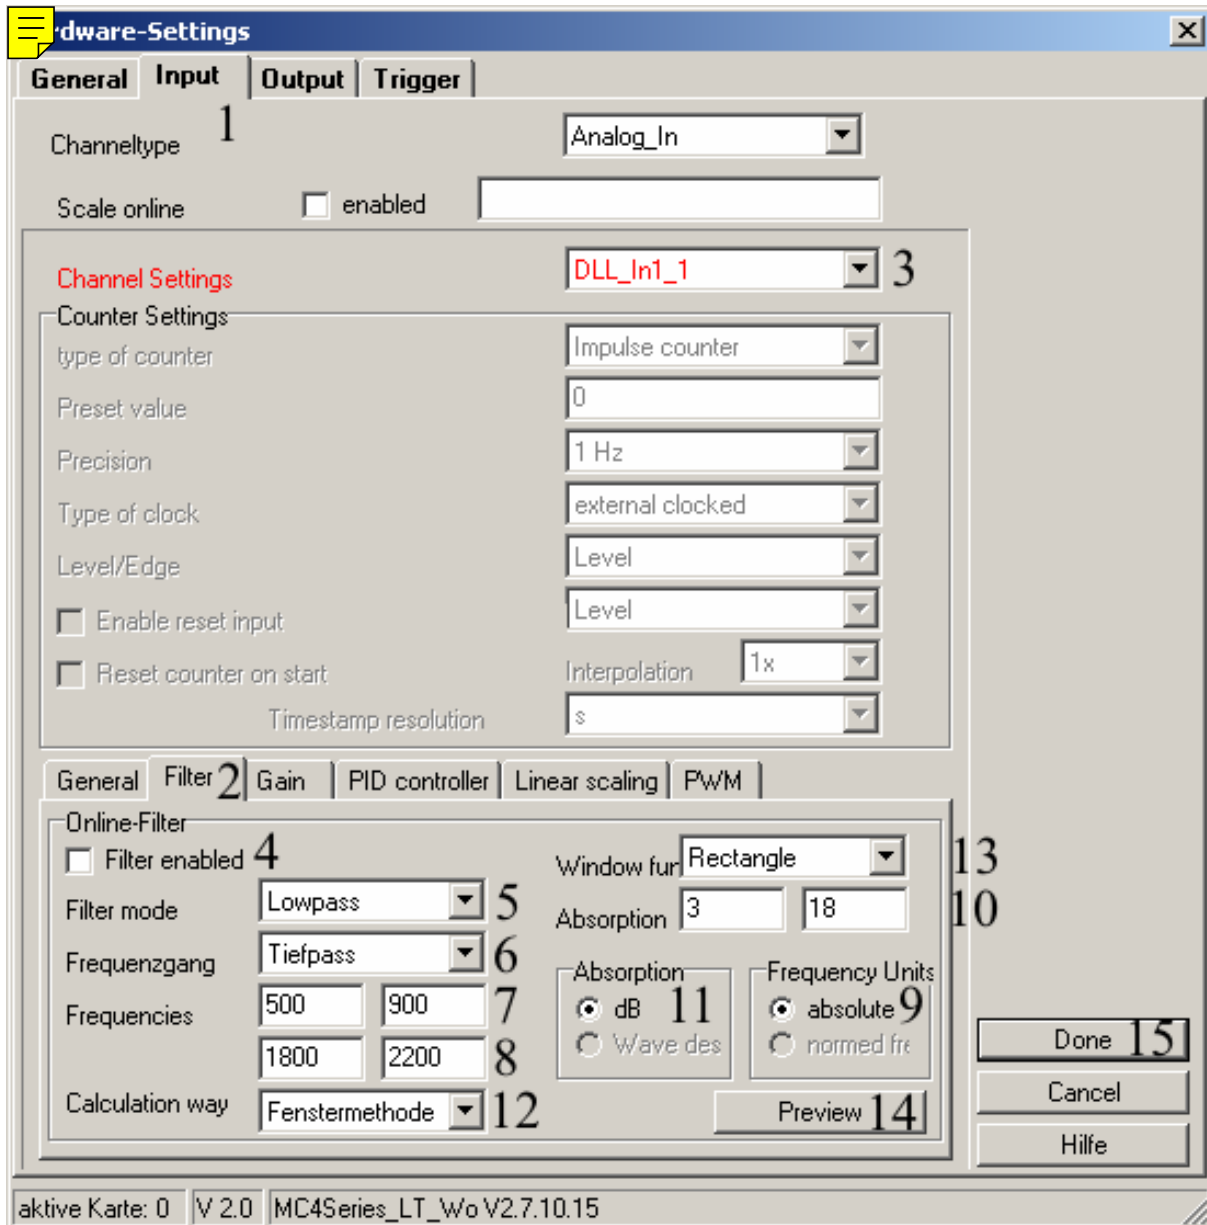 rdware-Settings
General Input Output Trigger
1
Channeltype Analog_In
Scale online enabled
Channel Settings DLL_In1_1 3
Counter Settings
type of counter Impulse counter
Preset value 0
Precision 1 Hz
Type of clock external clocked
Level/Edge Level
Enable reset input Level
Reset counter on start Interpolation 1x
Timestamp resolution s
General Filter 2 Gain PID controller Linear scaling PWM
Online-Filter
Filter enabled 4 Window fur Rectangle 13
Filter mode Lowpass 5 Absorption 3 18 10
Frequenzgang Tiefpass 6 Absorption Frequency Units
Frequencies 500 900 7 dB 11 absolute 9
1800 2200 8 Wave des normed fre
Done 15
Calculation way Fenstermethode 12 Preview 14 Cancel
Hilfe
aktive Karte: 0 V 2.0 MC4Series_LT_Wo V2.7.10.15